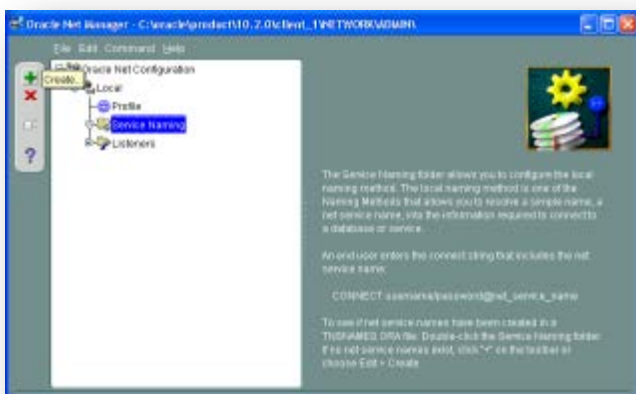 Oracle Net Manager - C:\oracle\product\10.2.0\client_1\NETWORK\ADMIN\
File Edit Command Help
Oracle Net Configuration
Create...
Local
Profile
Service Naming
Listeners
The Service Naming folder allows you to configure the local
naming method. The local naming method is one of the
Naming Methods that allows you to resolve a simple name, a
net service name, into the information required to connect to
a database or service.
An end user enters the connect string that includes the net
service name:
CONNECT username/password@net_service_name
To see if net service names have been created in a
TNSNAMES.ORA file: Double-click the Service Naming folder.
If no net service names exist, click "+" on the toolbar or
choose Edit > Create.